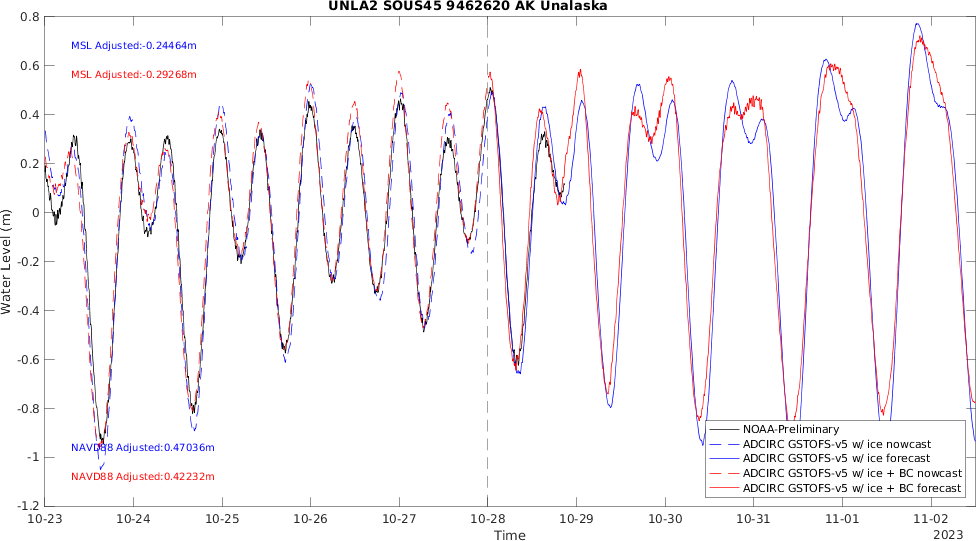 UNLA2 SOUS45 9462620 AK Unalaska
0.8
0.6
0.4
0.2
0
-0.2
-0.4
-0.6
-0.8
-1
-1.2
Water Level (m)
MSL Adjusted:-0.24464m
MSL Adjusted:-0.29268m
NAVD88 Adjusted:0.47036m
NAVD88 Adjusted:0.42232m
NOAA-Preliminary
ADCIRC GSTOFS-v5 w/ ice nowcast
ADCIRC GSTOFS-v5 w/ ice forecast
ADCIRC GSTOFS-v5 w/ ice + BC nowcast
ADCIRC GSTOFS-v5 w/ ice + BC forecast
10-23 10-24 10-25 10-26 10-27 10-28 10-29 10-30 10-31 11-01 11-02
Time
2023